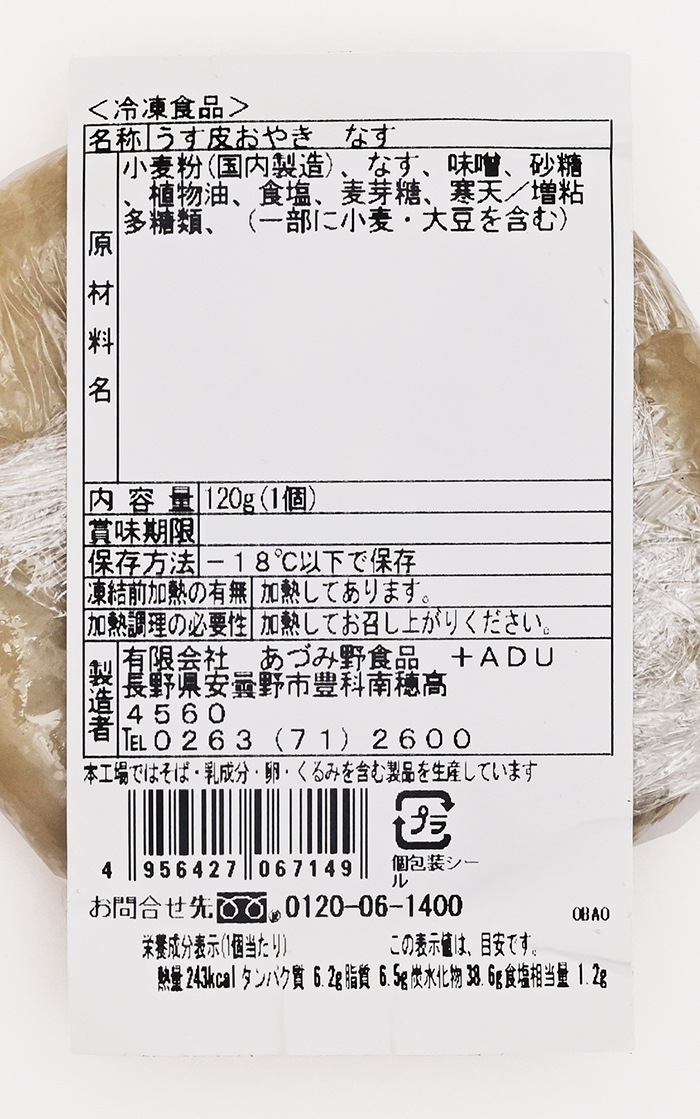 ＜冷凍食品＞
名称 うす皮おやき　なす
原材料名 小麦粉(国内製造)、なす、味噌、砂糖
、植物油、食塩、麦芽糖、寒天／増粘
多糖類、（一部に小麦・大豆を含む）
内容量 120g(1個)
賞味期限
保存方法 －18℃以下で保存
凍結前加熱の有無 加熱してあります。
加熱調理の必要性 加熱してお召し上がりください。
製造者 有限会社　あづみ野食品　＋ADU
長野県安曇野市豊科南穂高
４５６０
℡０２６３（７１）２６００
本工場ではそば・乳成分・卵・くるみを含む製品を生産しています
4 956427 067149
プラ
個包装シー
ル
お問合せ先 0120-06-1400
OBAO
栄養成分表示(1個当たり) この表示値は、目安です。
熱量 243kcal タンパク質 6.2g 脂質 6.5g 炭水化物 38.6g 食塩相当量 1.2g